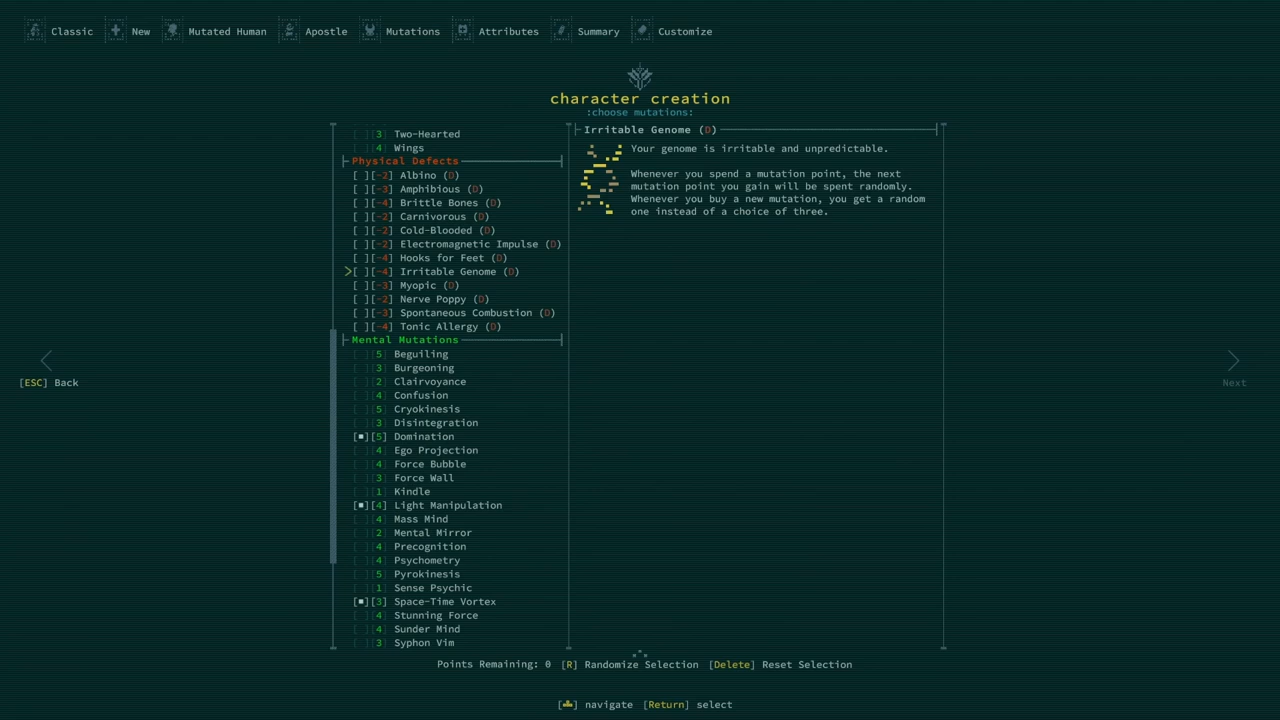 Classic New Mutated Human Apostle Mutations Attributes Summary Customize
character creation
:choose mutations:
[ ][3] Two-Hearted
[ ][4] Wings
Physical Defects
[ ][-2] Albino (D)
[ ][-3] Amphibious (D)
[ ][-4] Brittle Bones (D)
[ ][-2] Carnivorous (D)
[ ][-2] Cold-Blooded (D)
[ ][-2] Electromagnetic Impulse (D)
[ ][-4] Hooks for Feet (D)
>[ ][-4] Irritable Genome (D)
[ ][-3] Myopic (D)
[ ][-2] Nerve Poppy (D)
[ ][-3] Spontaneous Combustion (D)
[ ][-4] Tonic Allergy (D)
Mental Mutations
[ ][5] Beguiling
[ ][3] Burgeoning
[ ][2] Clairvoyance
[ ][4] Confusion
[ ][5] Cryokinesis
[ ][3] Disintegration
[■][5] Domination
[ ][4] Ego Projection
[ ][4] Force Bubble
[ ][3] Force Wall
[ ][1] Kindle
[■][4] Light Manipulation
[ ][4] Mass Mind
[ ][2] Mental Mirror
[ ][4] Precognition
[ ][4] Psychometry
[ ][5] Pyrokinesis
[ ][1] Sense Psychic
[■][3] Space-Time Vortex
[ ][4] Stunning Force
[ ][4] Sunder Mind
[ ][3] Syphon Vim
Irritable Genome (D)
Your genome is irritable and unpredictable.
Whenever you spend a mutation point, the next
mutation point you gain will be spent randomly.
Whenever you buy a new mutation, you get a random
one instead of a choice of three.
[ESC] Back
Next
Points Remaining: 0 [R] Randomize Selection [Delete] Reset Selection
navigate [Return] select